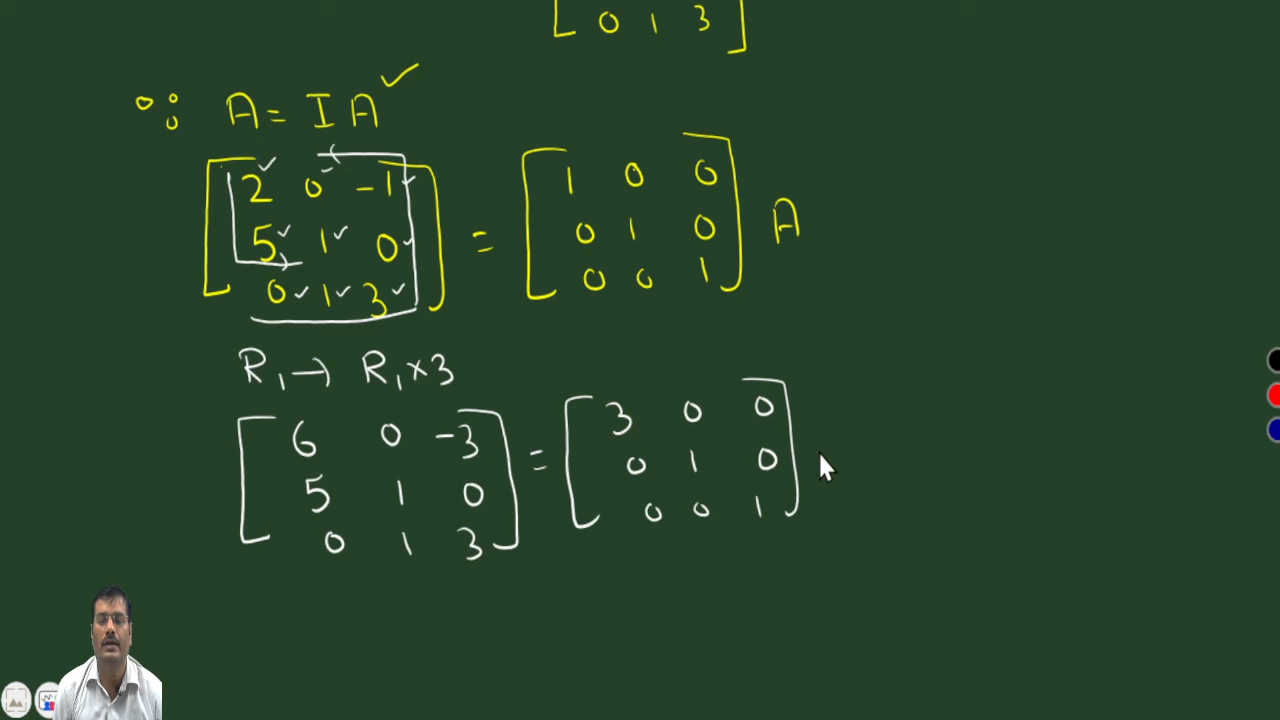 [ 0 1 3 ]
∵ A = I A ✓
[ 2 0 -1 ] = [ 1 0 0 ] A
[ 5 1 0 ] [ 0 1 0 ]
[ 0 1 3 ] [ 0 0 1 ]
R₁ → R₁ × 3
[ 6 0 -3 ] = [ 3 0 0 ]
[ 5 1 0 ] [ 0 1 0 ]
[ 0 1 3 ] [ 0 0 1 ]